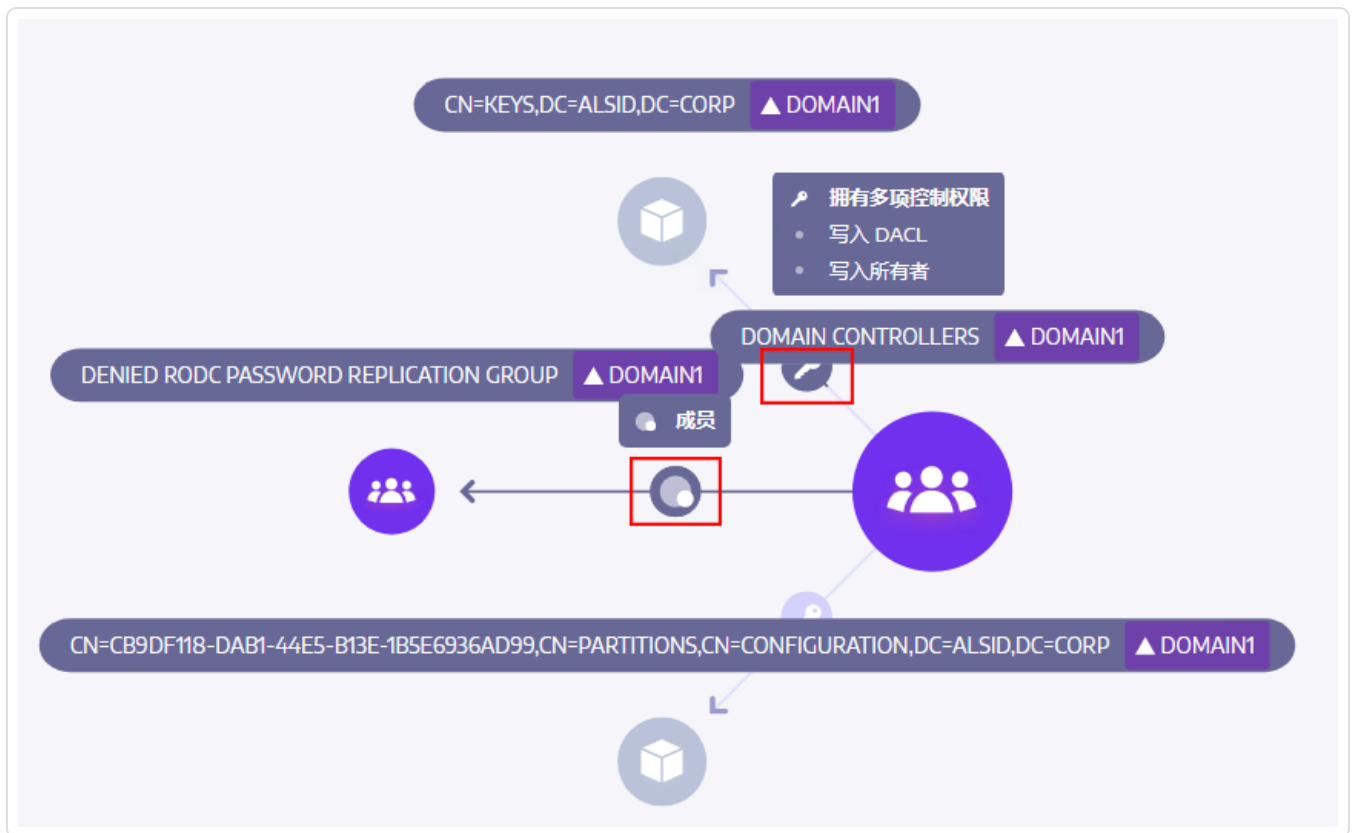 CN=KEYS,DC=ALSID,DC=CORP DOMAIN1
拥有多项控制权限
写入 DACL
写入所有者
DOMAIN CONTROLLERS DOMAIN1
DENIED RODC PASSWORD REPLICATION GROUP DOMAIN1
成员
CN=CB9DF118-DAB1-44E5-B13E-1B5E6936AD99,CN=PARTITIONS,CN=CONFIGURATION,DC=ALSID,DC=CORP DOMAIN1